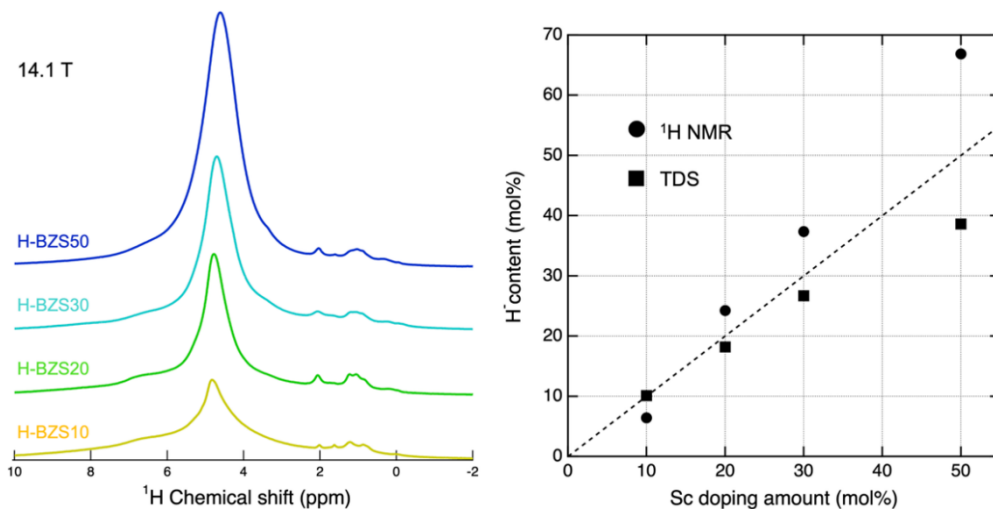 14.1 T
H-BZS50
H-BZS30
H-BZS20
H-BZS10
10 8 6 4 2 0 -2
¹H Chemical shift (ppm)
70
60
50
40
30
20
10
0
H⁻ content (mol%)
¹H NMR
TDS
0 10 20 30 40 50
Sc doping amount (mol%)